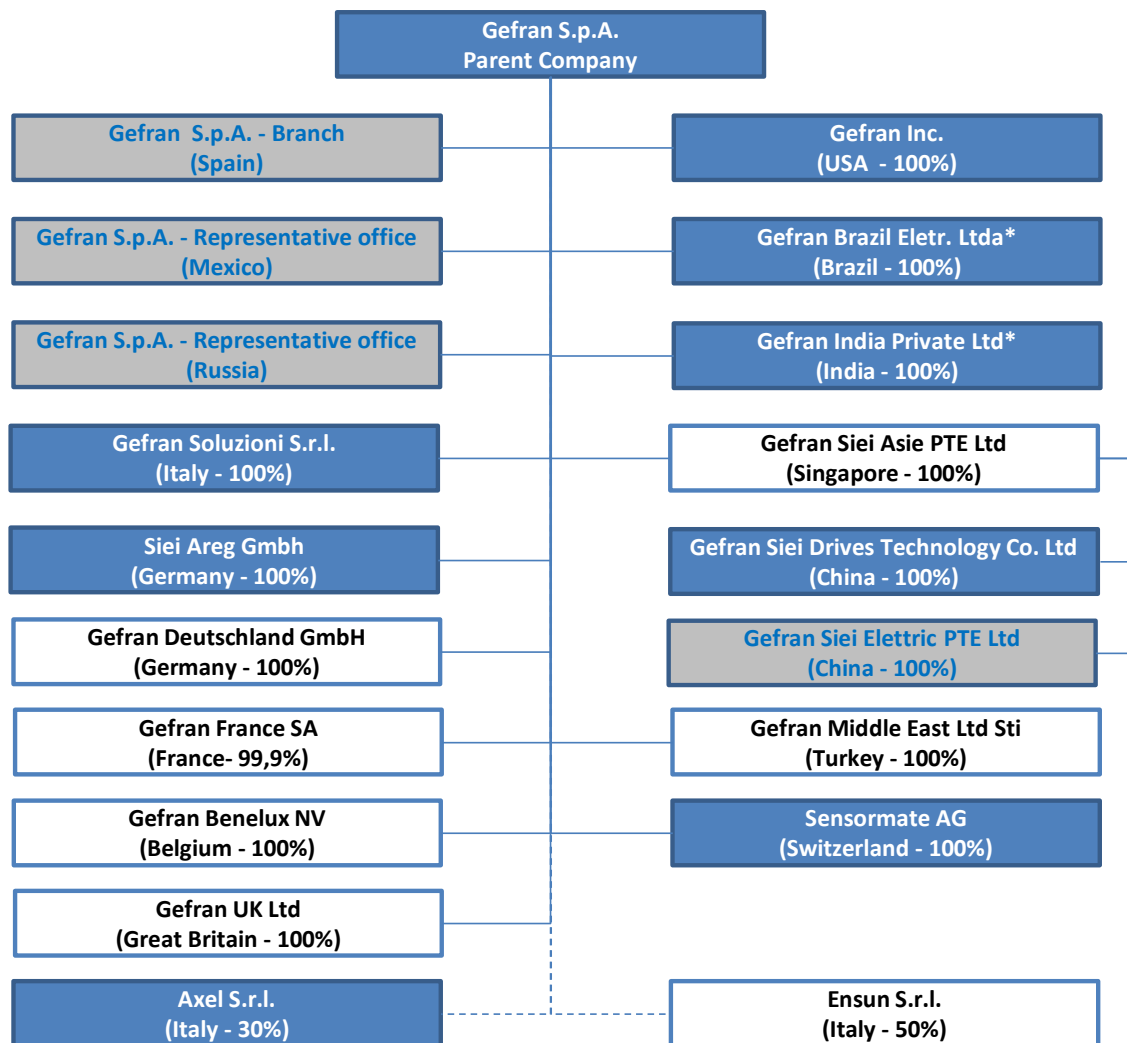 Gefran S.p.A.
Parent Company
Gefran S.p.A. - Branch
(Spain)
Gefran Inc.
(USA - 100%)
Gefran S.p.A. - Representative office
(Mexico)
Gefran Brazil Eletr. Ltda*
(Brazil - 100%)
Gefran S.p.A. - Representative office
(Russia)
Gefran India Private Ltd*
(India - 100%)
Gefran Soluzioni S.r.l.
(Italy - 100%)
Gefran Siei Asie PTE Ltd
(Singapore - 100%)
Siei Areg Gmbh
(Germany - 100%)
Gefran Siei Drives Technology Co. Ltd
(China - 100%)
Gefran Deutschland GmbH
(Germany - 100%)
Gefran Siei Elettric PTE Ltd
(China - 100%)
Gefran France SA
(France- 99,9%)
Gefran Middle East Ltd Sti
(Turkey - 100%)
Gefran Benelux NV
(Belgium - 100%)
Sensormate AG
(Switzerland - 100%)
Gefran UK Ltd
(Great Britain - 100%)
Axel S.r.l.
(Italy - 30%)
Ensun S.r.l.
(Italy - 50%)